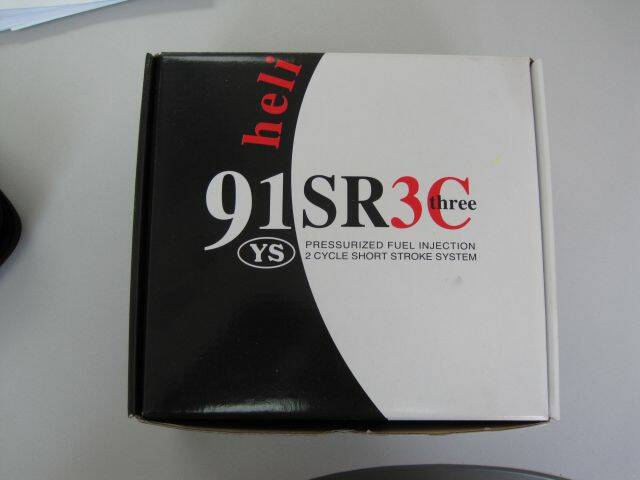 heli
91SR3C
three
YS
PRESSURIZED FUEL INJECTION
2 CYCLE SHORT STROKE SYSTEM